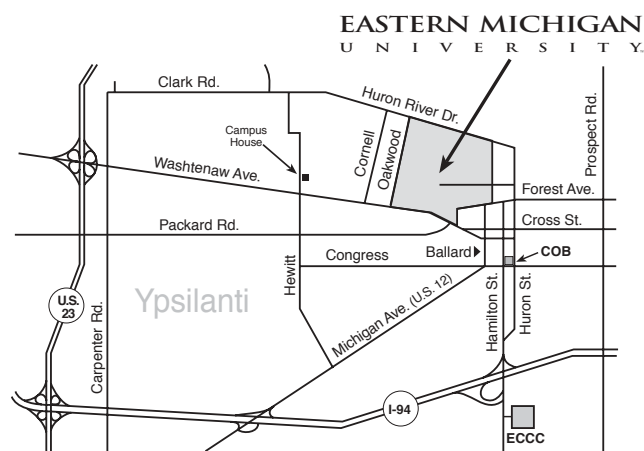 EASTERN MICHIGAN
UNIVERSITY®
Clark Rd.
Huron River Dr.
Prospect Rd.
Campus
House
Cornell
Oakwood
Washtenaw Ave.
Forest Ave.
Packard Rd.
Cross St.
Congress
Ballard
COB
Hewitt
Michigan Ave. (U.S. 12)
Hamilton St.
Huron St.
Ypsilanti
U.S.
23
Carpenter Rd.
I-94
ECCC